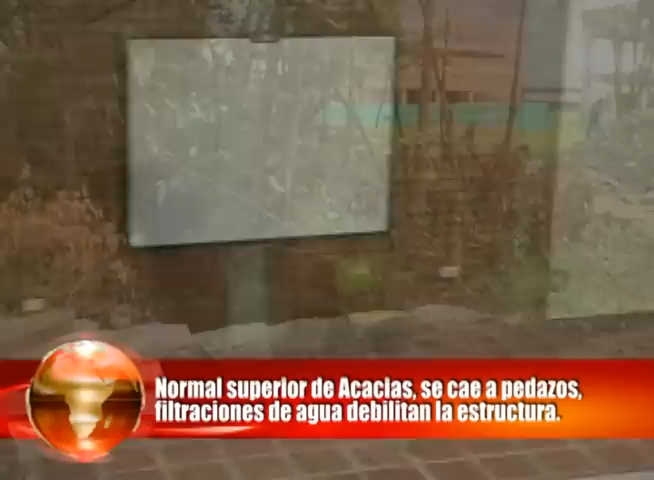 Normal superior de Acacias, se cae a pedazos,
filtraciones de agua debilitan la estructura.